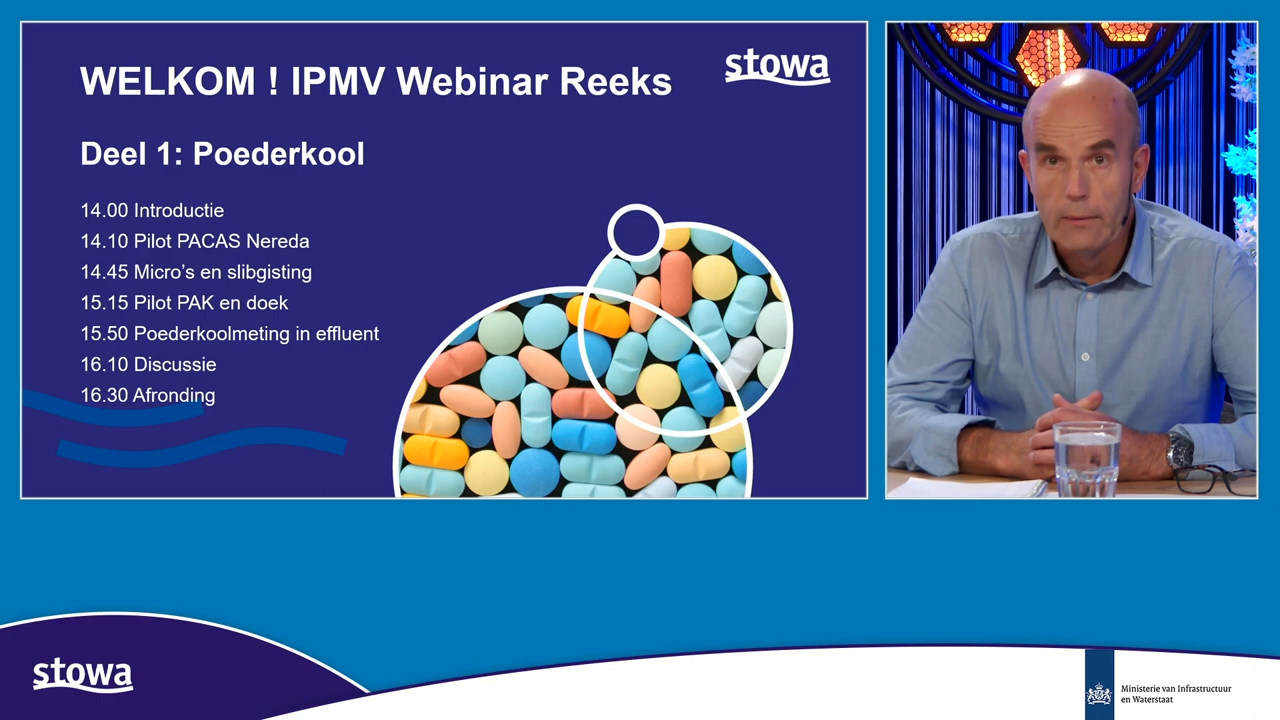 WELKOM ! IPMV Webinar Reeks
stowa
Deel 1: Poederkool
14.00 Introductie
14.10 Pilot PACAS Nereda
14.45 Micro's en slibgisting
15.15 Pilot PAK en doek
15.50 Poederkoolmeting in effluent
16.10 Discussie
16.30 Afronding
stowa
Ministerie van Infrastructuur
en Waterstaat